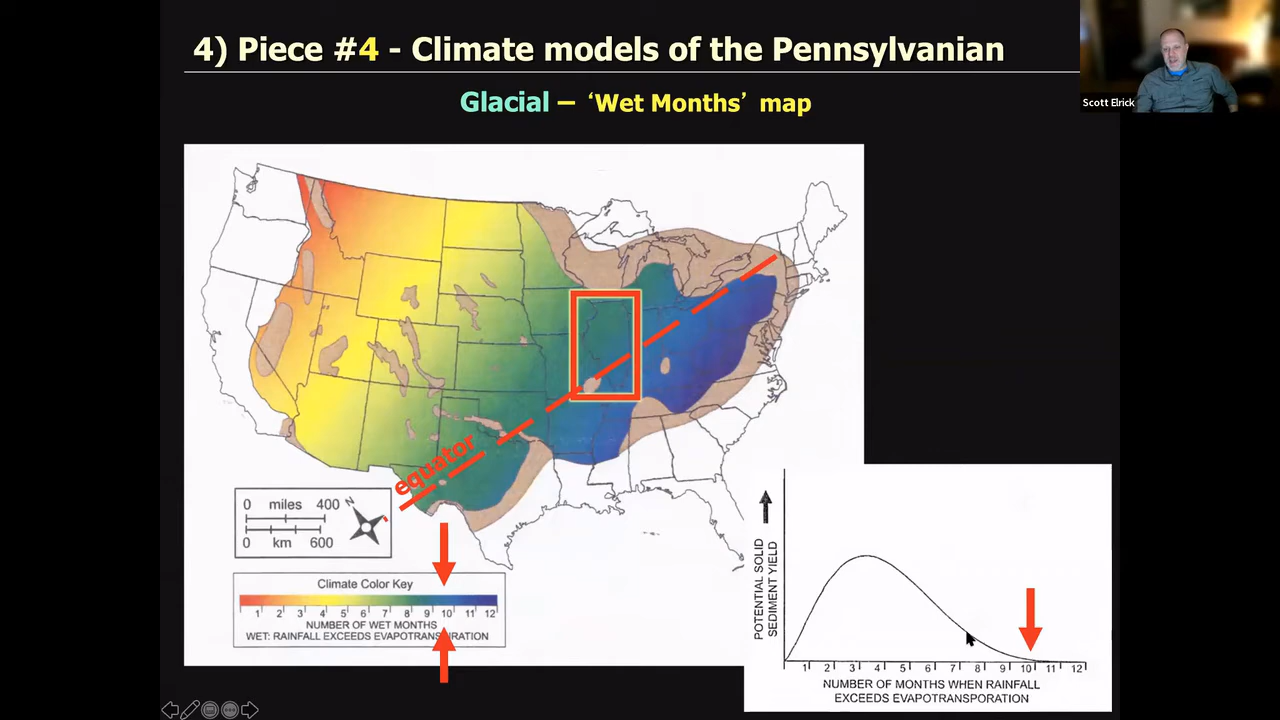 4) Piece #4 - Climate models of the Pennsylvanian
Glacial – ‘Wet Months’ map
Scott Elrick
equator
0 miles 400
0 km 600
N
Climate Color Key
1 2 3 4 5 6 7 8 9 10 11 12
NUMBER OF WET MONTHS
WET: RAINFALL EXCEEDS EVAPOTRANSPIRATION
POTENTIAL SOLID
SEDIMENT YIELD
1 2 3 4 5 6 7 8 9 10 11 12
NUMBER OF MONTHS WHEN RAINFALL
EXCEEDS EVAPOTRANSPORATION